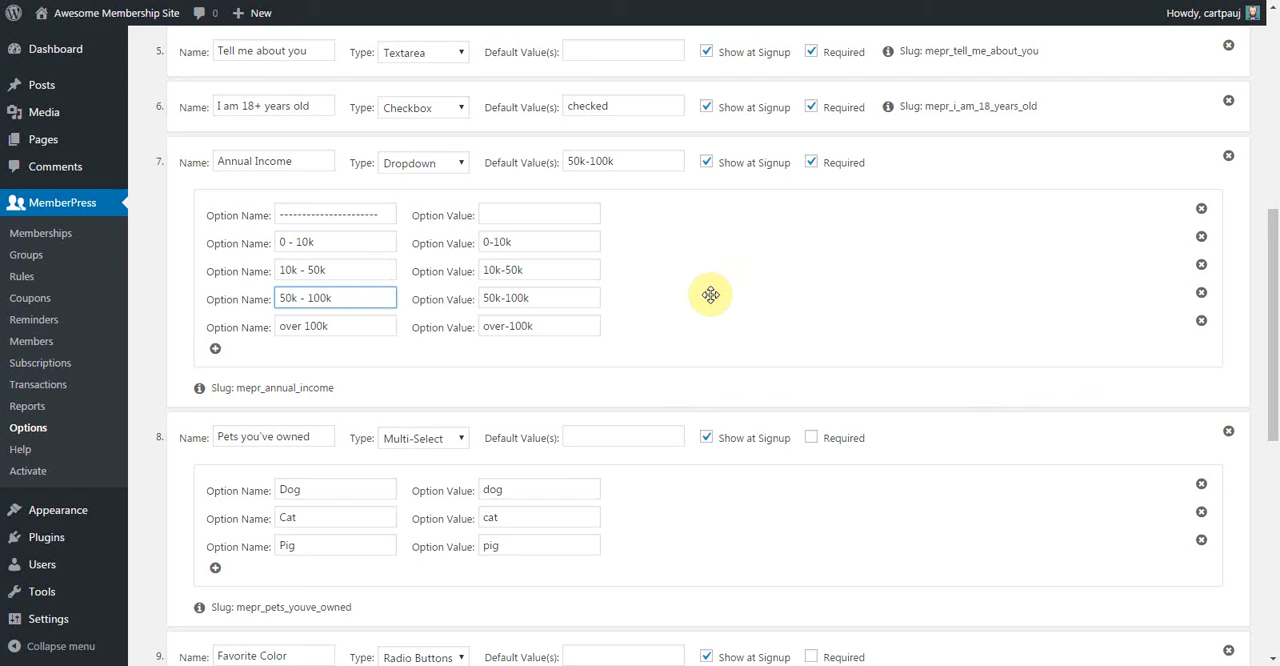 Awesome Membership Site 0 New Howdy, cartpauj
Dashboard
Posts
Media
Pages
Comments
MemberPress
Memberships
Groups
Rules
Coupons
Reminders
Members
Subscriptions
Transactions
Reports
Options
Help
Activate
Appearance
Plugins
Users
Tools
Settings
Collapse menu
5. Name: Tell me about you Type: Textarea Default Value(s): Show at Signup Required Slug: mepr_tell_me_about_you
6. Name: I am 18+ years old Type: Checkbox Default Value(s): checked Show at Signup Required Slug: mepr_i_am_18_years_old
7. Name: Annual Income Type: Dropdown Default Value(s): 50k-100k Show at Signup Required
Option Name: ---------------------- Option Value:
Option Name: 0 - 10k Option Value: 0-10k
Option Name: 10k - 50k Option Value: 10k-50k
Option Name: 50k - 100k Option Value: 50k-100k
Option Name: over 100k Option Value: over-100k
Slug: mepr_annual_income
8. Name: Pets you've owned Type: Multi-Select Default Value(s): Show at Signup Required
Option Name: Dog Option Value: dog
Option Name: Cat Option Value: cat
Option Name: Pig Option Value: pig
Slug: mepr_pets_youve_owned
9. Name: Favorite Color Type: Radio Buttons Default Value(s): Show at Signup Required